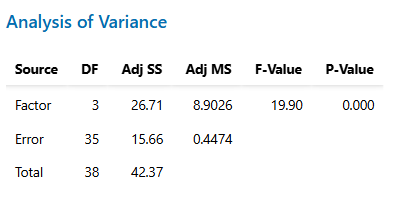 Analysis of Variance
Source DF Adj SS Adj MS F-Value P-Value
Factor 3 26.71 8.9026 19.90 0.000
Error 35 15.66 0.4474
Total 38 42.37